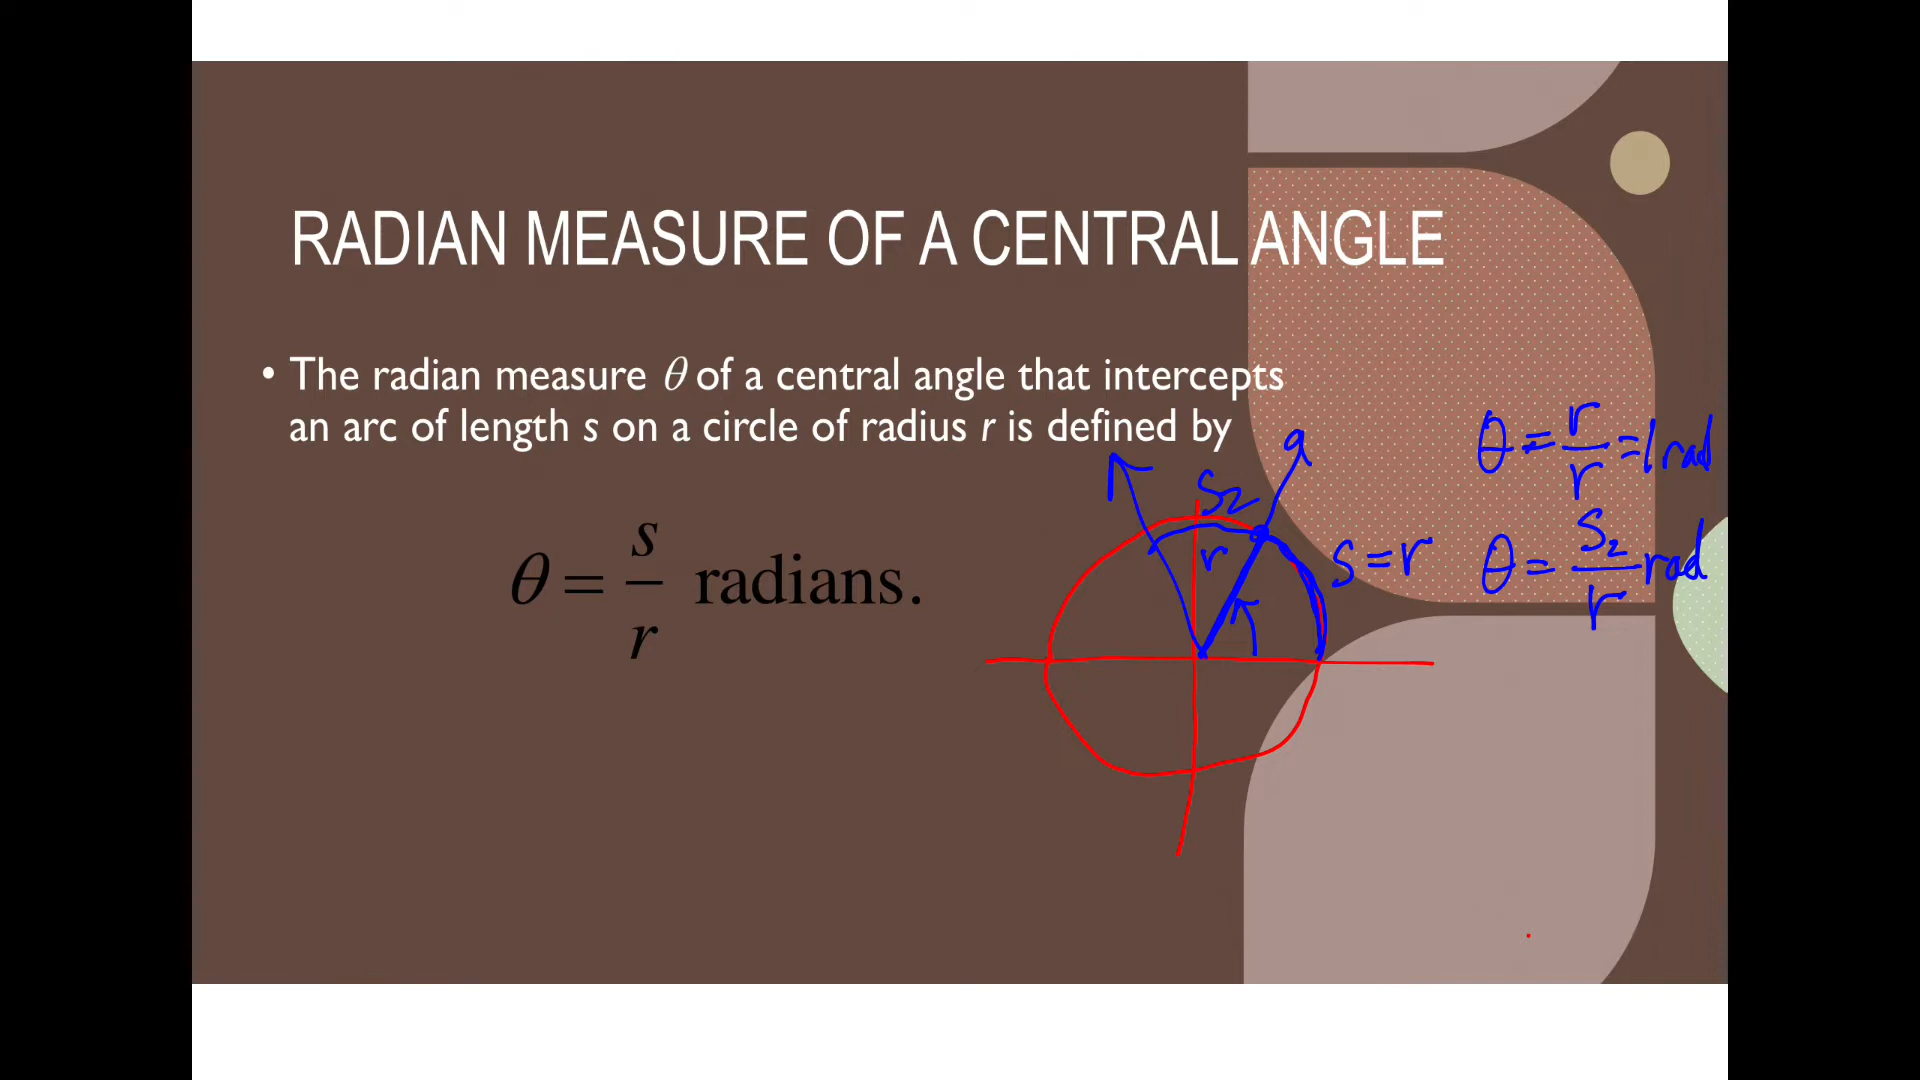 RADIAN MEASURE OF A CENTRAL ANGLE
• The radian measure θ of a central angle that intercepts
an arc of length s on a circle of radius r is defined by
θ = s/r radians.
S2
r
s = r
θ = r/r = 1 rad
θ = S2/r rad